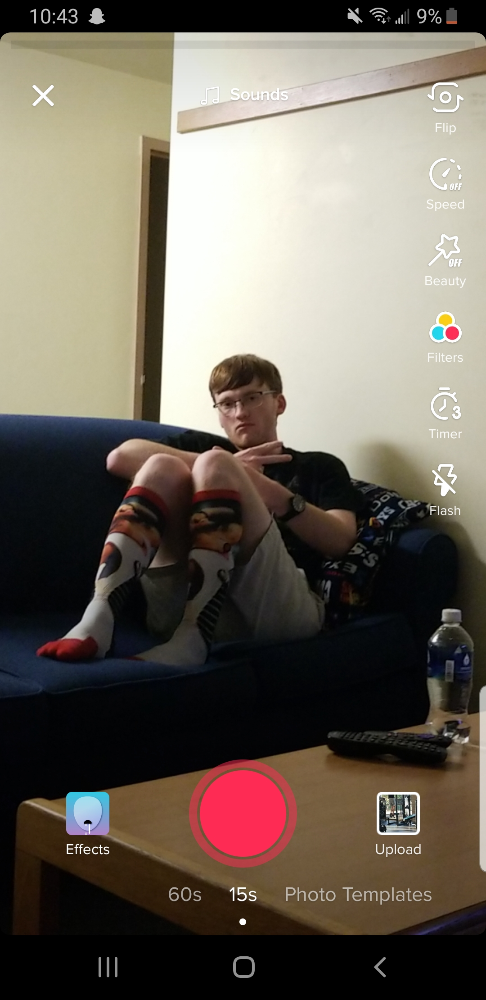 10:43
9%
Sounds
Flip
OFF
Speed
OFF
Beauty
Filters
3
Timer
Flash
Effects
Upload
60s 15s Photo Templates